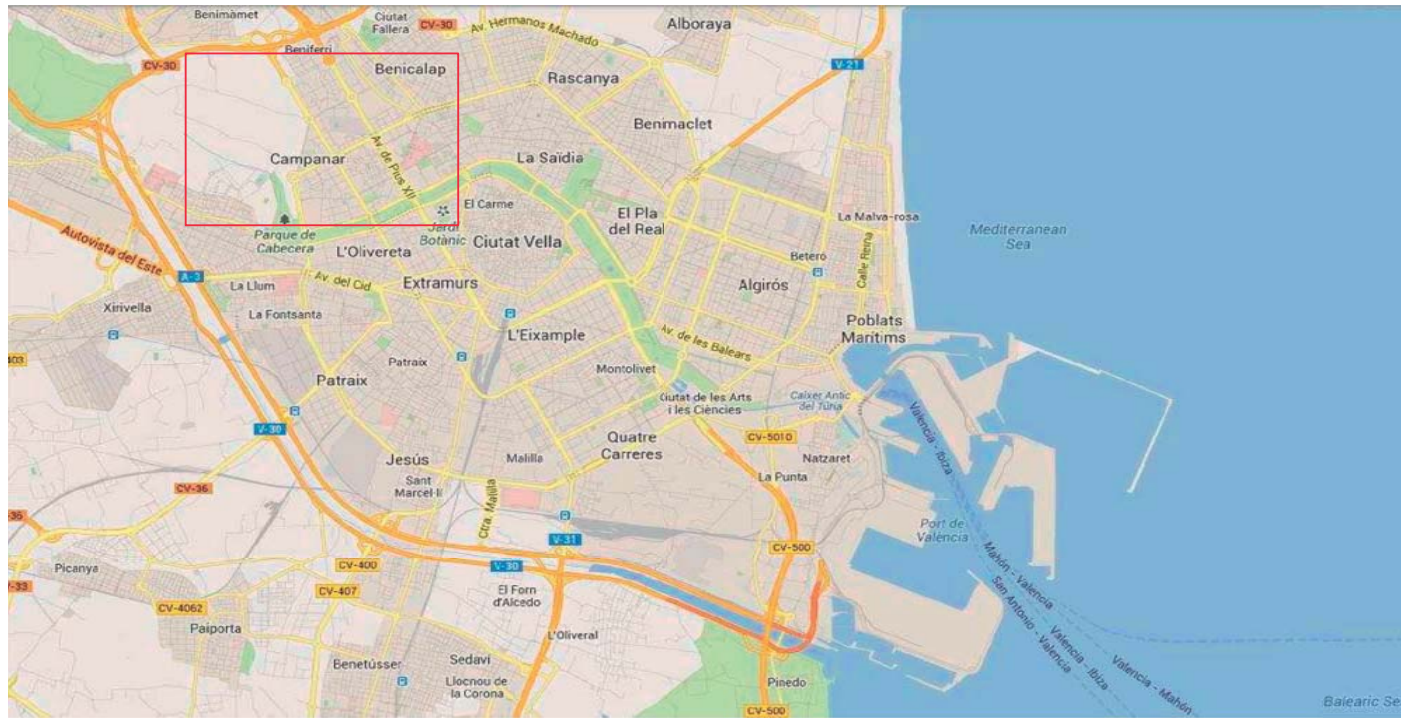 Benimàmet
Ciutat
Fallera
CV-30
Av. Hermanos Machado
Alboraya
Beniferri
CV-30
Benicalap
V-21
Rascanya
Benimaclet
Campanar
Av. de Pius XII
La Saïdia
El Carme
El Pla
del Real
La Malva-rosa
Parque de
Cabecera
Jardí
Botànic
Ciutat Vella
Mediterranean
Sea
Autovista del Este
L'Olivereta
Beteró
Calle Reina
A-3
La Llum
Av. del Cid
Extramurs
Algirós
Xirivella
La Fontsanta
Poblats
Marítims
L'Eixample
Av. de les Balears
403
Patraix
Montolivet
Patraix
Ciutat de les Arts
i les Ciències
Caixer Antic
del Túria
V-30
Quatre
Carreres
CV-5010
Valencia - Ibiza
Jesús
Malilla
Natzaret
Sant
Marcel·lí
La Punta
CV-36
Ctra. Malilla
36
Port de
València
V-31
CV-500
Picanya
CV-400
V-30
Mahón - Valencia
San Antonio - Valencia
33
CV-407
El Forn
d'Alcedo
CV-4062
Paiporta
L'Oliveral
Valencia - Ibiza
Valencia - Mahón
Benetússer
Sedaví
Llocnou de
la Corona
Pinedo
CV-500
Balearic Se